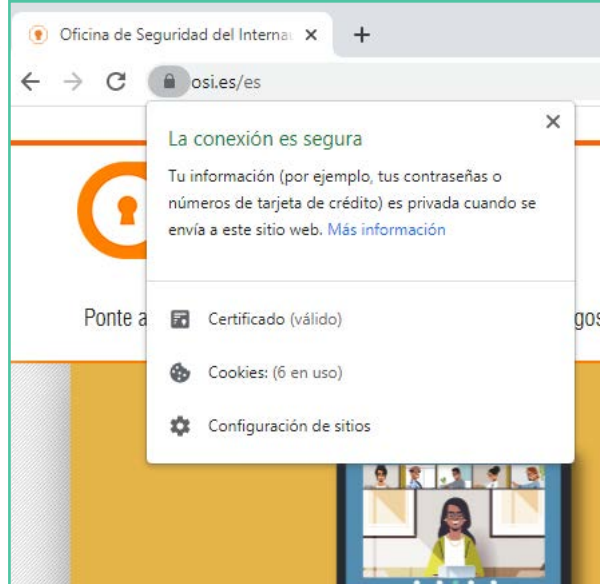 Oficina de Seguridad del Interna
osi.es/es
La conexión es segura
Tu información (por ejemplo, tus contraseñas o
números de tarjeta de crédito) es privada cuando se
envía a este sitio web. Más información
Ponte a
gos
Certificado (válido)
Cookies: (6 en uso)
Configuración de sitios